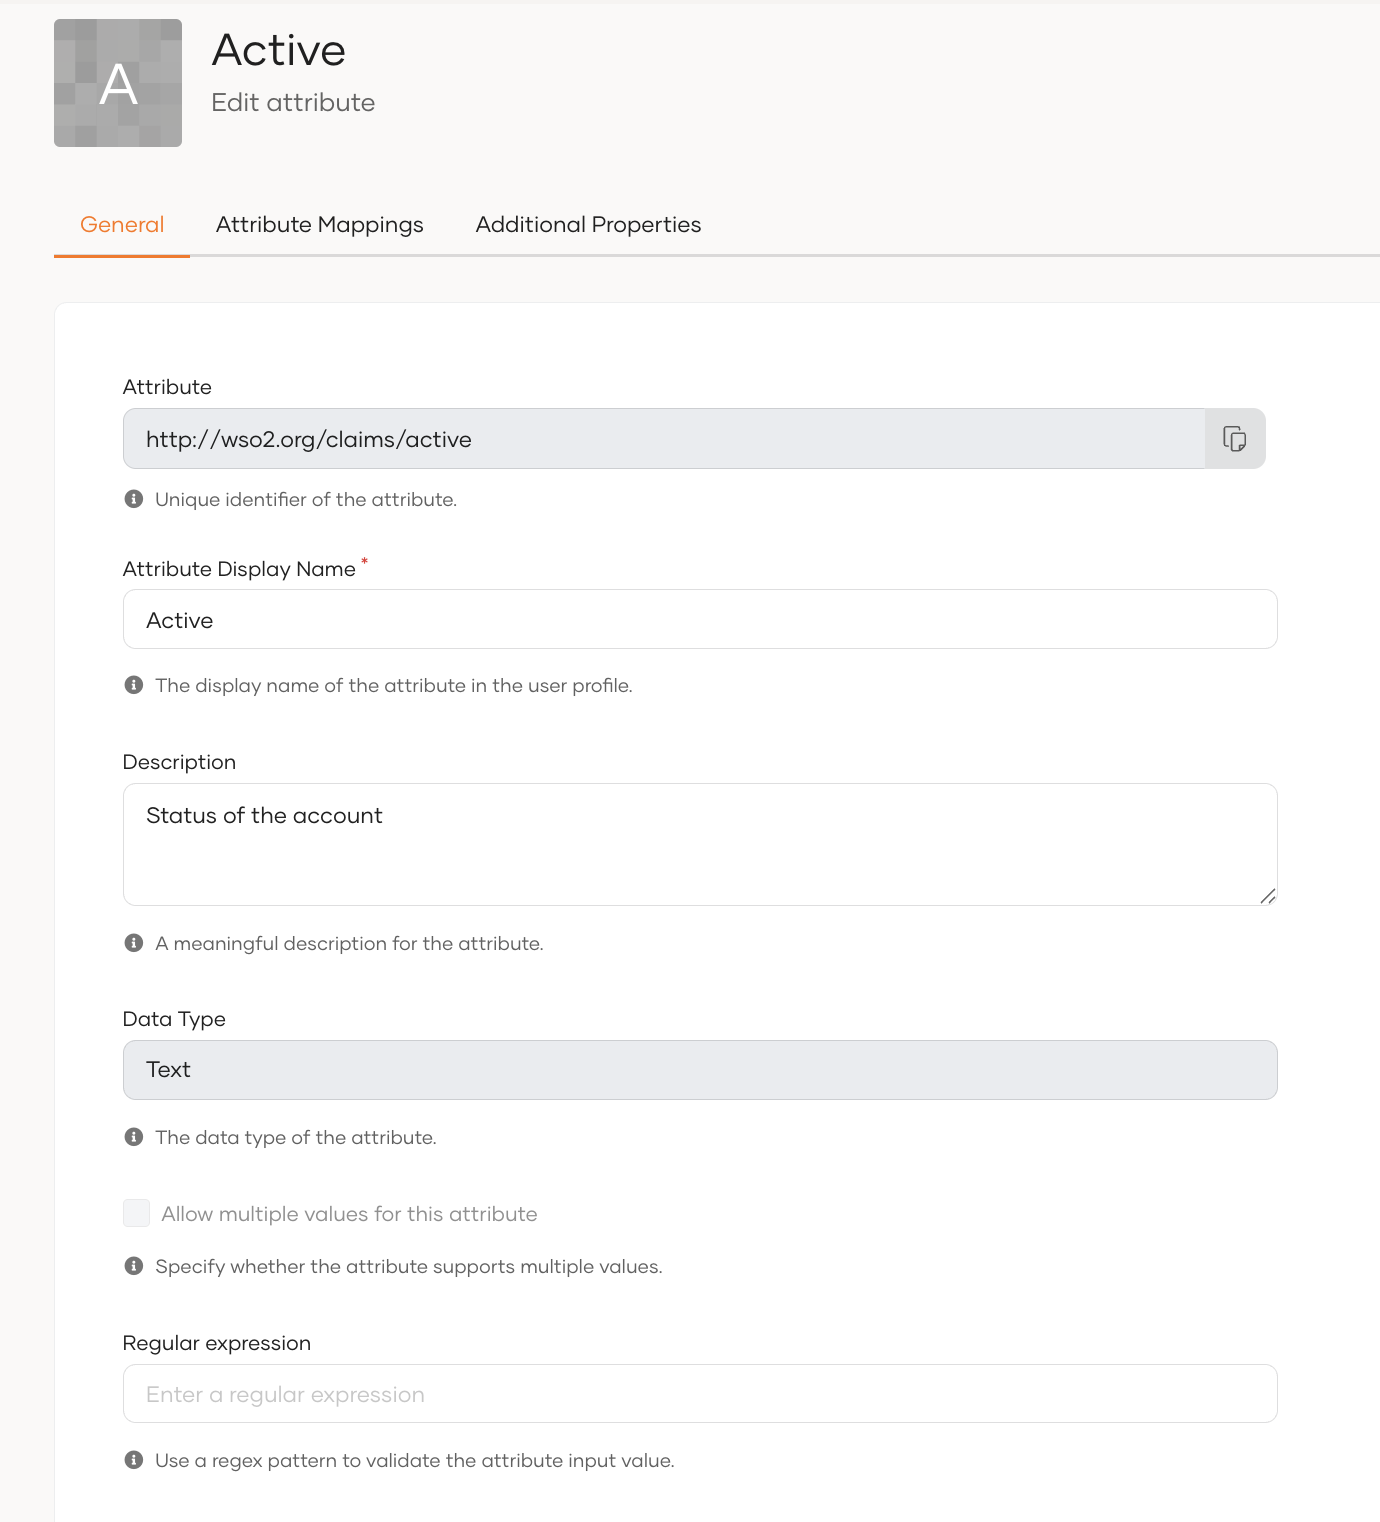 A
Active
Edit attribute
General Attribute Mappings Additional Properties
Attribute
http://wso2.org/claims/active
Unique identifier of the attribute.
Attribute Display Name *
Active
The display name of the attribute in the user profile.
Description
Status of the account
A meaningful description for the attribute.
Data Type
Text
The data type of the attribute.
Allow multiple values for this attribute
Specify whether the attribute supports multiple values.
Regular expression
Enter a regular expression
Use a regex pattern to validate the attribute input value.